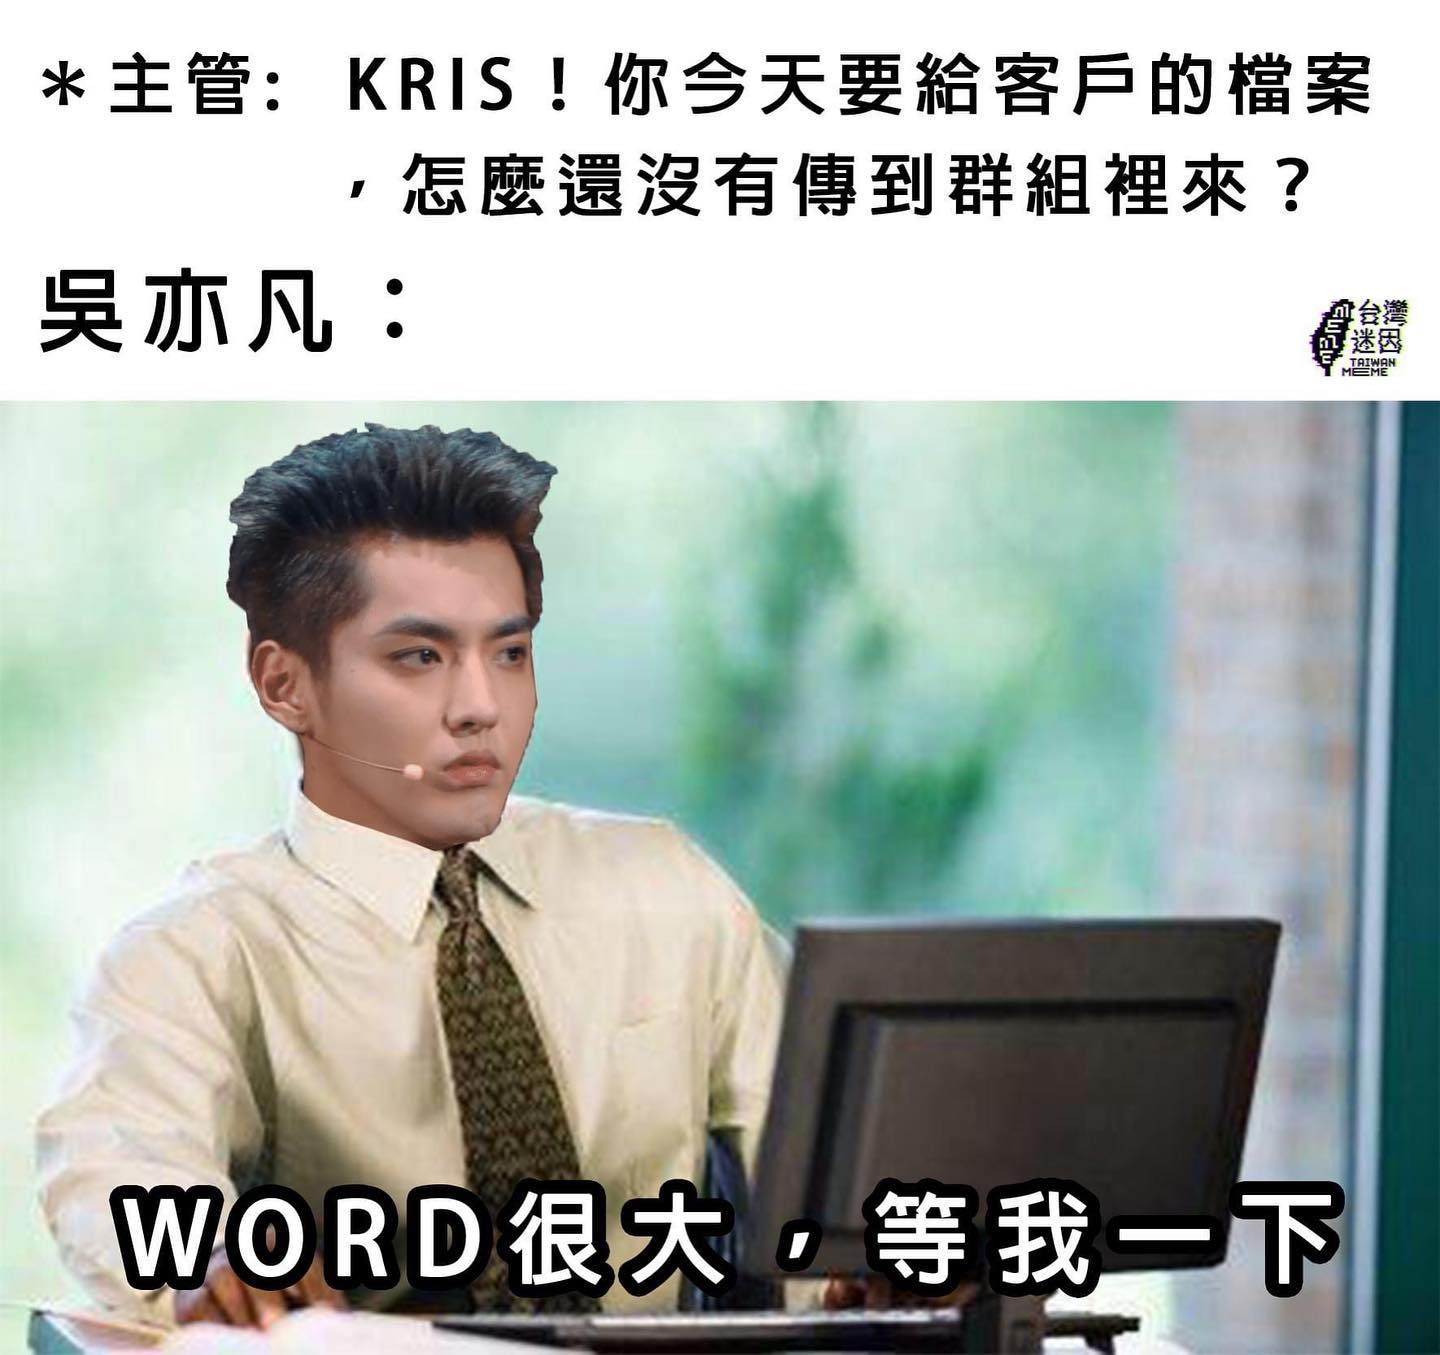 ＊主管: KRIS！你今天要給客戶的檔案
，怎麼還沒有傳到群組裡來？
吳亦凡：
台灣
迷因
TAIWAN
MEME
WORD很大，等我一下